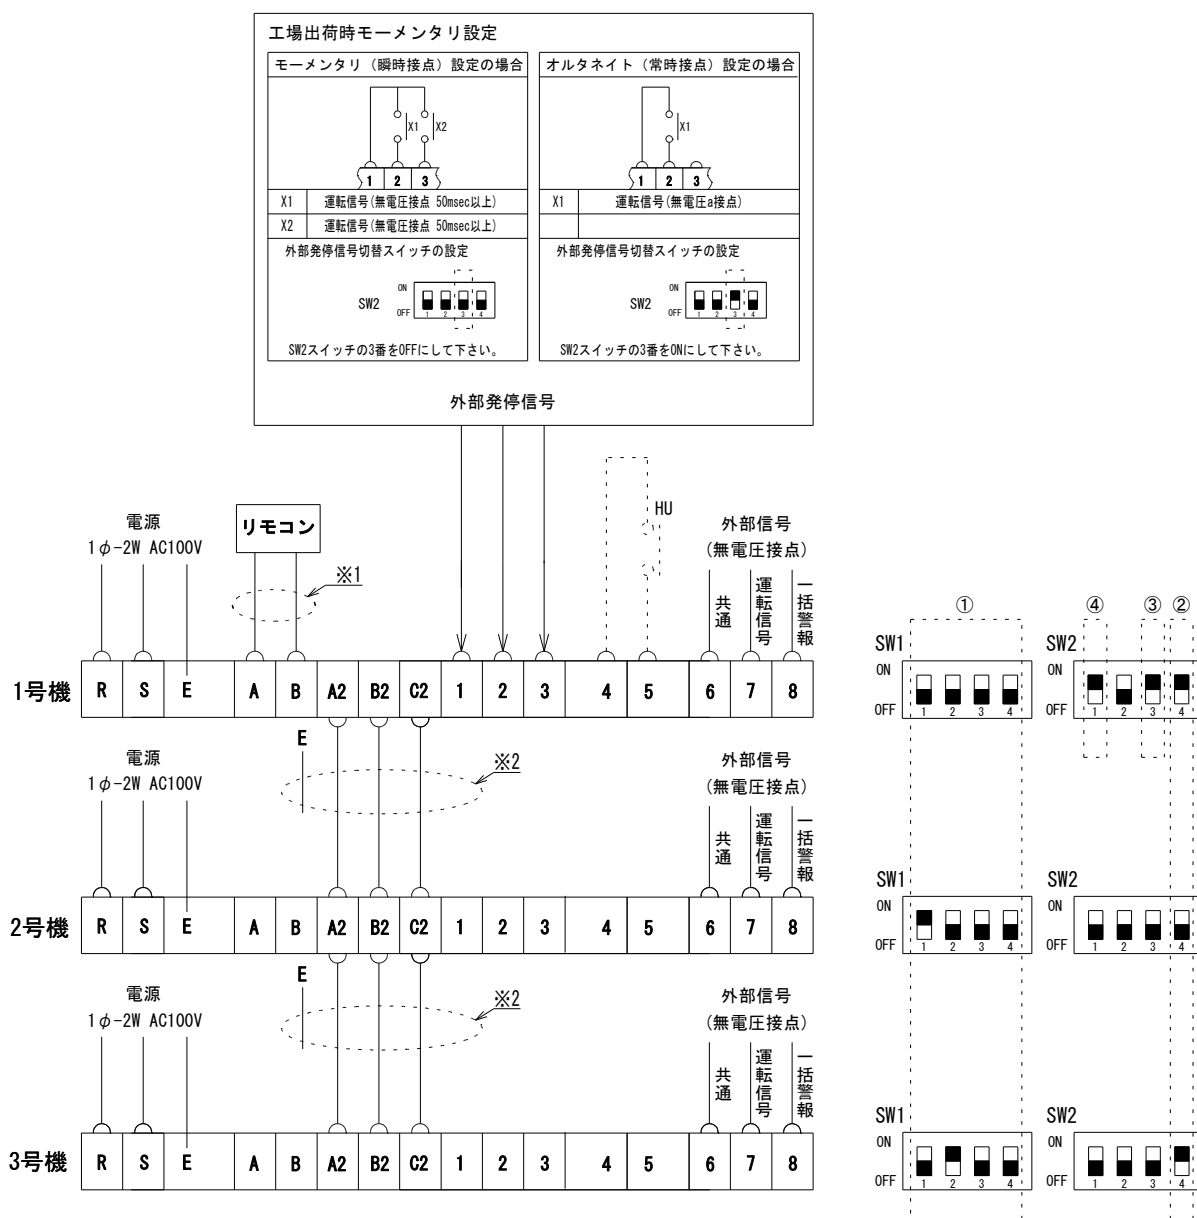 工場出荷時モーメンタリ設定
モーメンタリ（瞬時接点）設定の場合
X1 X2
1 2 3
X1 運転信号(無電圧接点 50msec以上)
X2 運転信号(無電圧接点 50msec以上)
外部発停信号切替スイッチの設定
SW2 ON OFF 1 2 3 4
SW2スイッチの3番をOFFにして下さい。
オルタネイト（常時接点）設定の場合
X1
1 2 3
X1 運転信号(無電圧a接点)
外部発停信号切替スイッチの設定
SW2 ON OFF 1 2 3 4
SW2スイッチの3番をONにして下さい。
外部発停信号
電源
1φ-2W AC100V
リモコン
※1
HU
外部信号
(無電圧接点)
共通
運転信号
一括警報
1号機 R S E A B A2 B2 C2 1 2 3 4 5 6 7 8
① ④ ③ ②
SW1 ON OFF 1 2 3 4
SW2 ON OFF 1 2 3 4
E
※2
電源
1φ-2W AC100V
外部信号
(無電圧接点)
共通
運転信号
一括警報
2号機 R S E A B A2 B2 C2 1 2 3 4 5 6 7 8
SW1 ON OFF 1 2 3 4
SW2 ON OFF 1 2 3 4
E
※2
電源
1φ-2W AC100V
外部信号
(無電圧接点)
共通
運転信号
一括警報
3号機 R S E A B A2 B2 C2 1 2 3 4 5 6 7 8
SW1 ON OFF 1 2 3 4
SW2 ON OFF 1 2 3 4